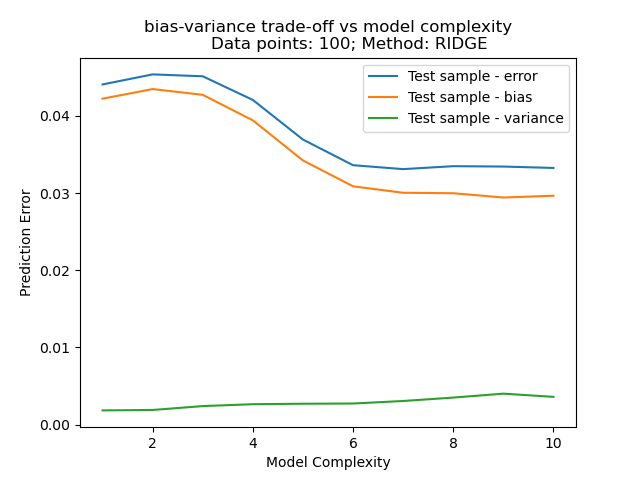 bias-variance trade-off vs model complexity
Data points: 100; Method: RIDGE
Test sample - error
Test sample - bias
Test sample - variance
0.04
0.03
0.02
0.01
0.00
Prediction Error
2 4 6 8 10
Model Complexity